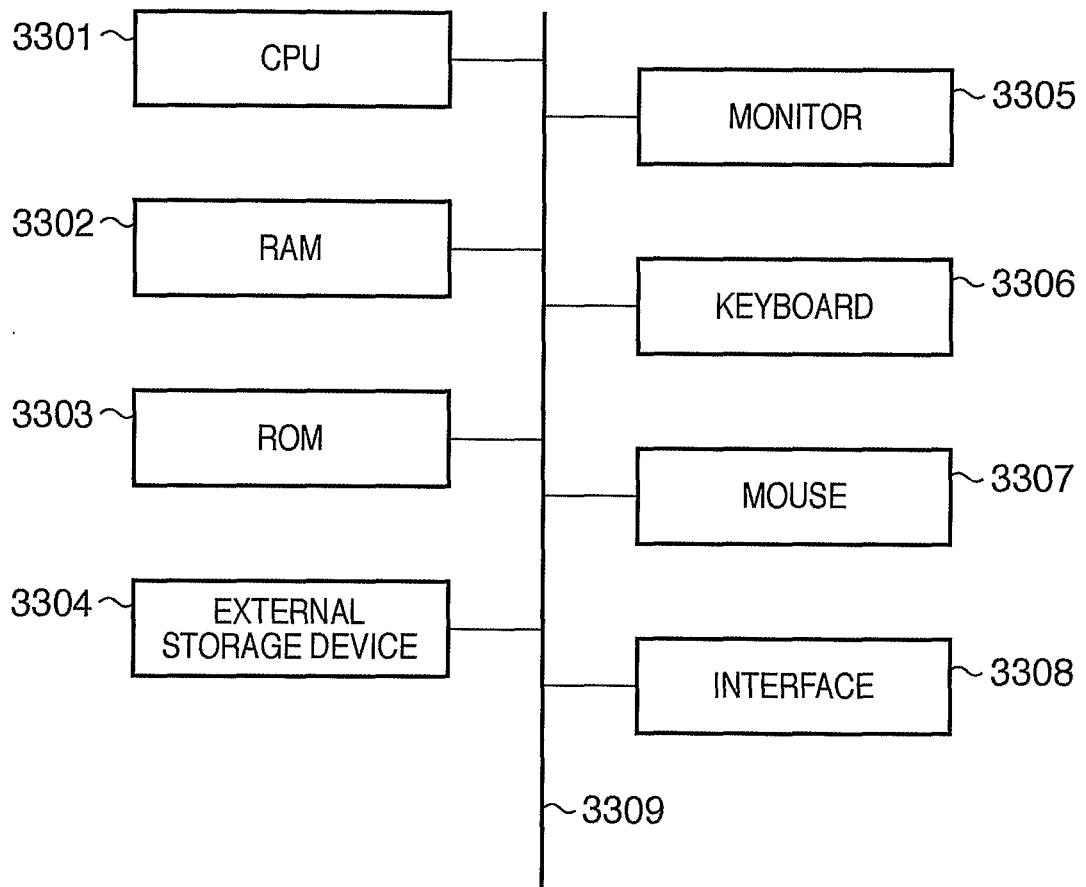 3301
CPU
3305
MONITOR
3302
RAM
3306
KEYBOARD
3303
ROM
3307
MOUSE
3304
EXTERNAL
STORAGE DEVICE
3308
INTERFACE
3309